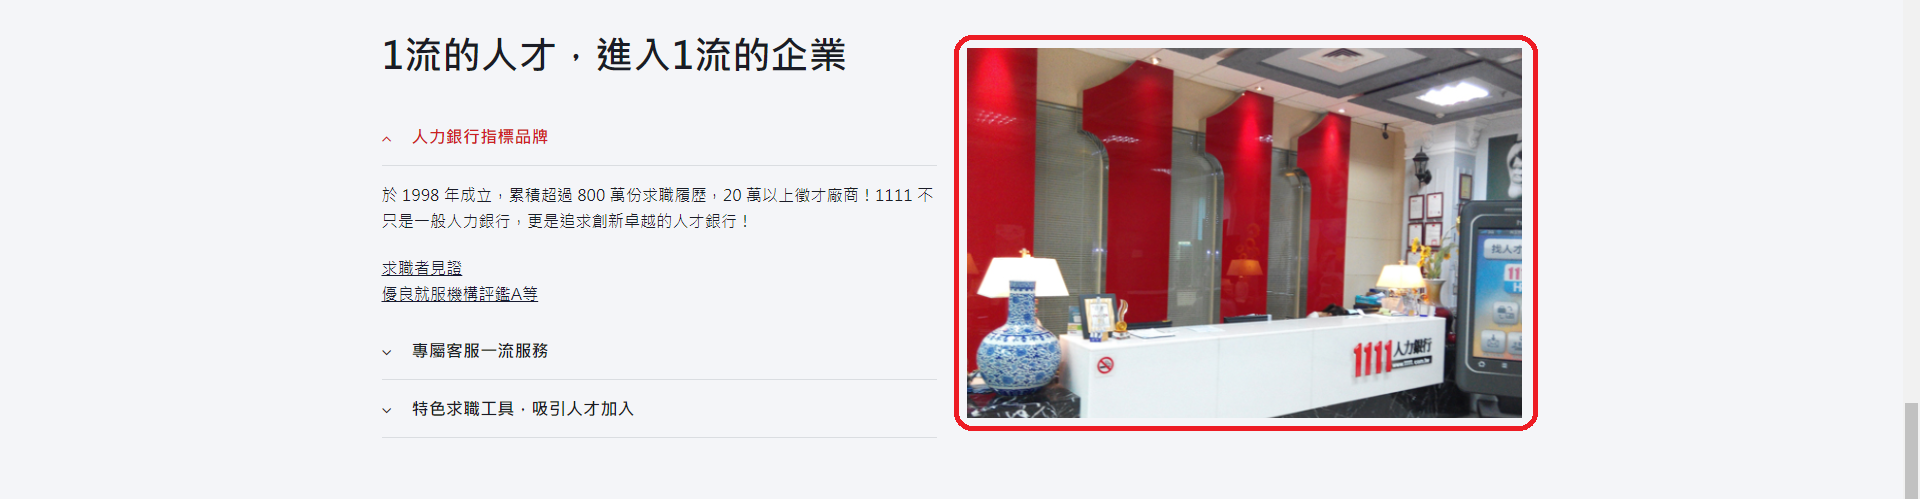 1流的人才，進入1流的企業
人力銀行指標品牌
於 1998 年成立，累積超過 800 萬份求職履歷，20 萬以上徵才廠商！1111 不
只是一般人力銀行，更是追求創新卓越的人才銀行！
求職者見證
優良就服機構評鑑A等
專屬客服一流服務
特色求職工具．吸引人才加入
找人才
1111人力銀行
www.1111.com.tw